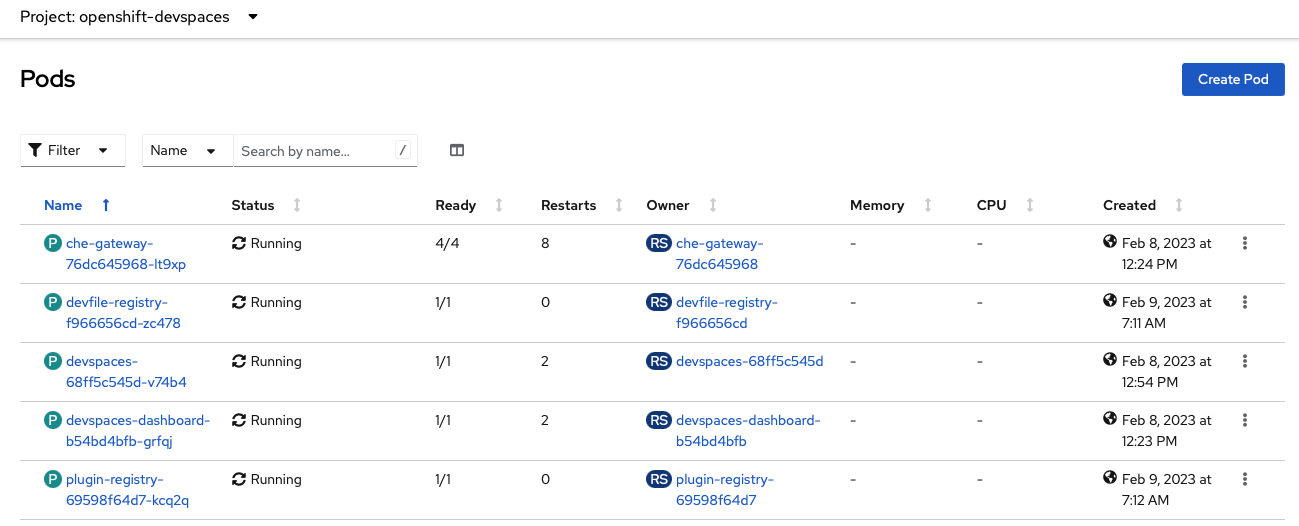 Project: openshift-devspaces
Pods
Create Pod
Filter
Name
Search by name...
/
Name Status Ready Restarts Owner Memory CPU Created
P che-gateway- Running 4/4 8 RS che-gateway- - - Feb 8, 2023 at
76dc645968-lt9xp 76dc645968 12:24 PM
P devfile-registry- Running 1/1 0 RS devfile-registry- - - Feb 9, 2023 at
f966656cd-zc478 f966656cd 7:11 AM
P devspaces- Running 1/1 2 RS devspaces-68ff5c545d - - Feb 8, 2023 at
68ff5c545d-v74b4 12:54 PM
P devspaces-dashboard- Running 1/1 2 RS devspaces-dashboard- - - Feb 8, 2023 at
b54bd4bfb-grfqj b54bd4bfb 12:23 PM
P plugin-registry- Running 1/1 0 RS plugin-registry- - - Feb 9, 2023 at
69598f64d7-kcq2q 69598f64d7 7:12 AM